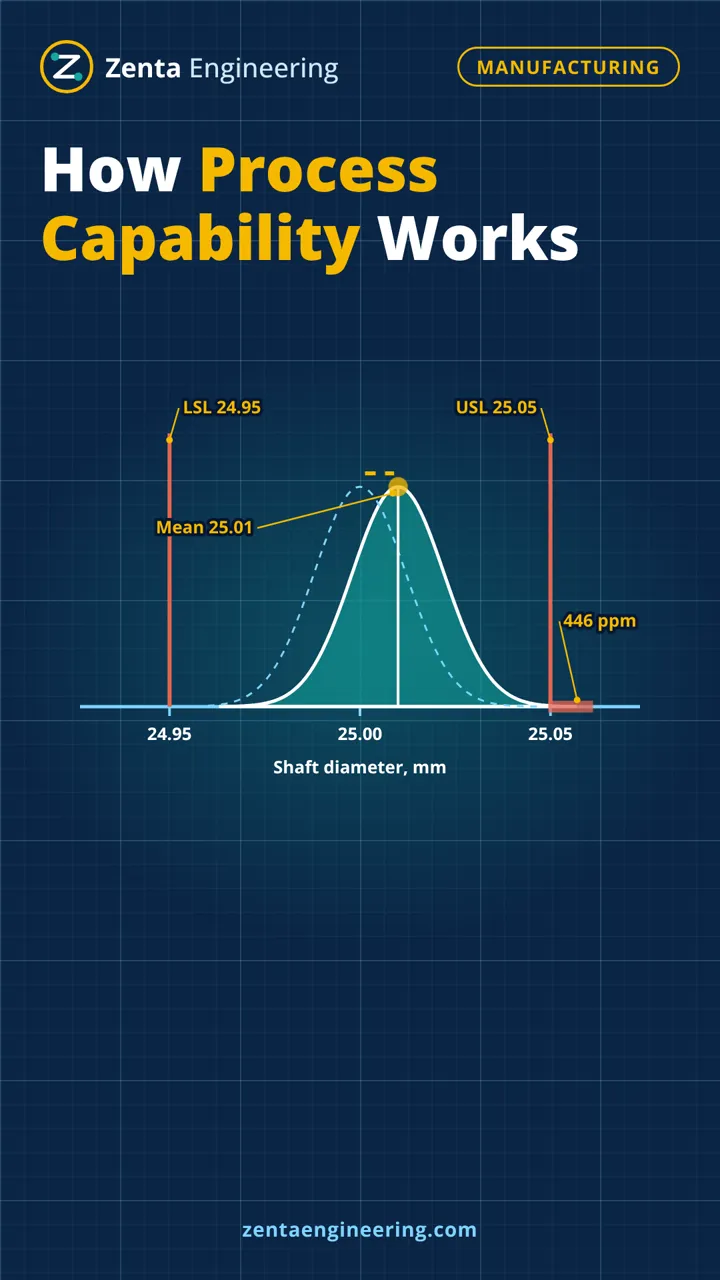 Zenta Engineering
MANUFACTURING
How Process
Capability Works
LSL 24.95
USL 25.05
Mean 25.01
446 ppm
24.95
25.00
25.05
Shaft diameter, mm
zentaengineering.com